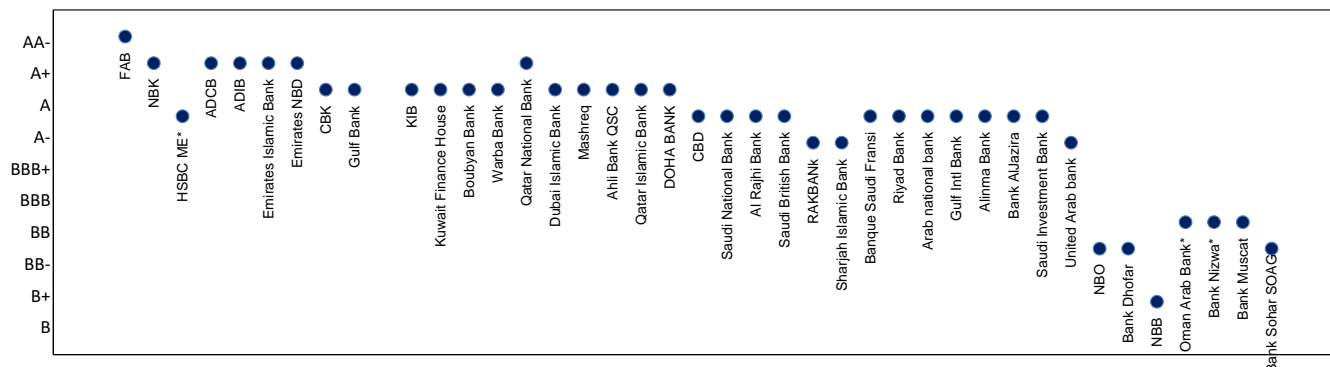 AA-
A+
A
A-
BBB+
BBB
BB
BB-
B+
B
FAB
NBK
HSBC ME*
ADCB
ADIB
Emirates Islamic Bank
Emirates NBD
CBK
Gulf Bank
KIB
Kuwait Finance House
Boubyan Bank
Warba Bank
Qatar National Bank
Dubai Islamic Bank
Mashreq
Ahli Bank QSC
Qatar Islamic Bank
DOHA BANK
CBD
Saudi National Bank
Al Rajhi Bank
Saudi British Bank
RAKBANk
Sharjah Islamic Bank
Banque Saudi Fransi
Riyad Bank
Arab national bank
Gulf Intl Bank
Alinma Bank
Bank AlJazira
Saudi Investment Bank
United Arab bank
NBO
Bank Dhofar
NBB
Oman Arab Bank*
Bank Nizwa*
Bank Muscat
Bank Sohar SOAG